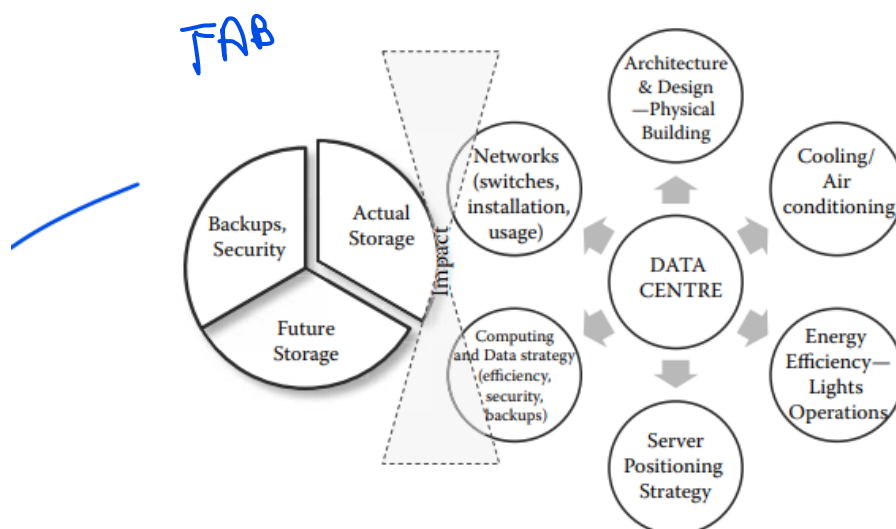 FAB
Backups,
Security
Actual
Storage
Future
Storage
Impact
Networks
(switches,
installation,
usage)
Computing
and Data strategy
(efficiency,
security,
backups)
Architecture
& Design
—Physical
Building
Cooling/
Air
conditioning
DATA
CENTRE
Energy
Efficiency—
Lights
Operations
Server
Positioning
Strategy